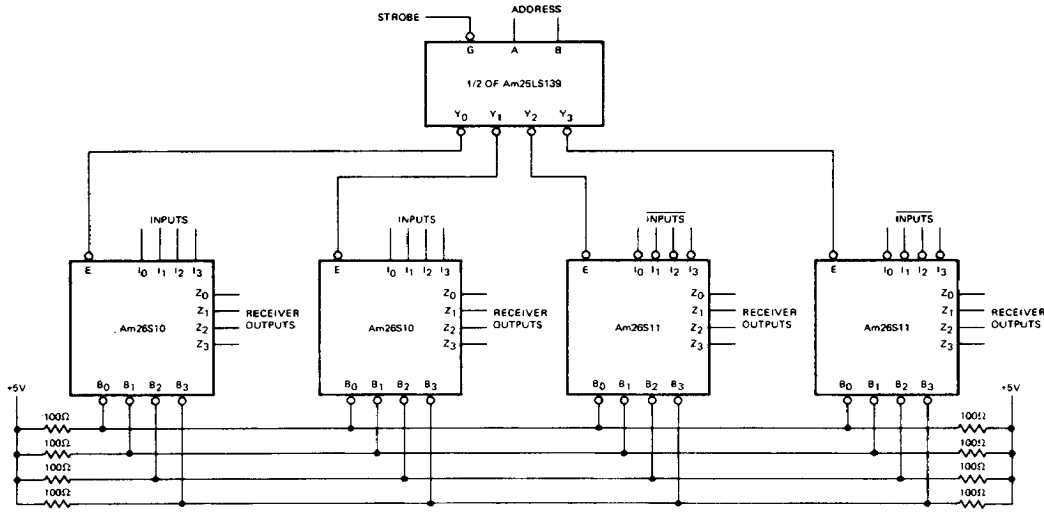 STROBE
ADDRESS
G A B
1/2 OF Am25LS139
Y0 Y1 Y2 Y3
INPUTS INPUTS INPUTS INPUTS
E I0 I1 I2 I3 E I0 I1 I2 I3 E I0 I1 I2 I3 E I0 I1 I2 I3
Z0 Z0 Z0 Z0
Z1 RECEIVER Z1 RECEIVER Z1 RECEIVER Z1 RECEIVER
Am26S10 Z2 OUTPUTS Am26S10 Z2 OUTPUTS Am26S11 Z2 OUTPUTS Am26S11 Z2 OUTPUTS
Z3 Z3 Z3 Z3
+5V B0 B1 B2 B3 B0 B1 B2 B3 B0 B1 B2 B3 B0 B1 B2 B3 +5V
100Ω 100Ω
100Ω 100Ω
100Ω 100Ω
100Ω 100Ω